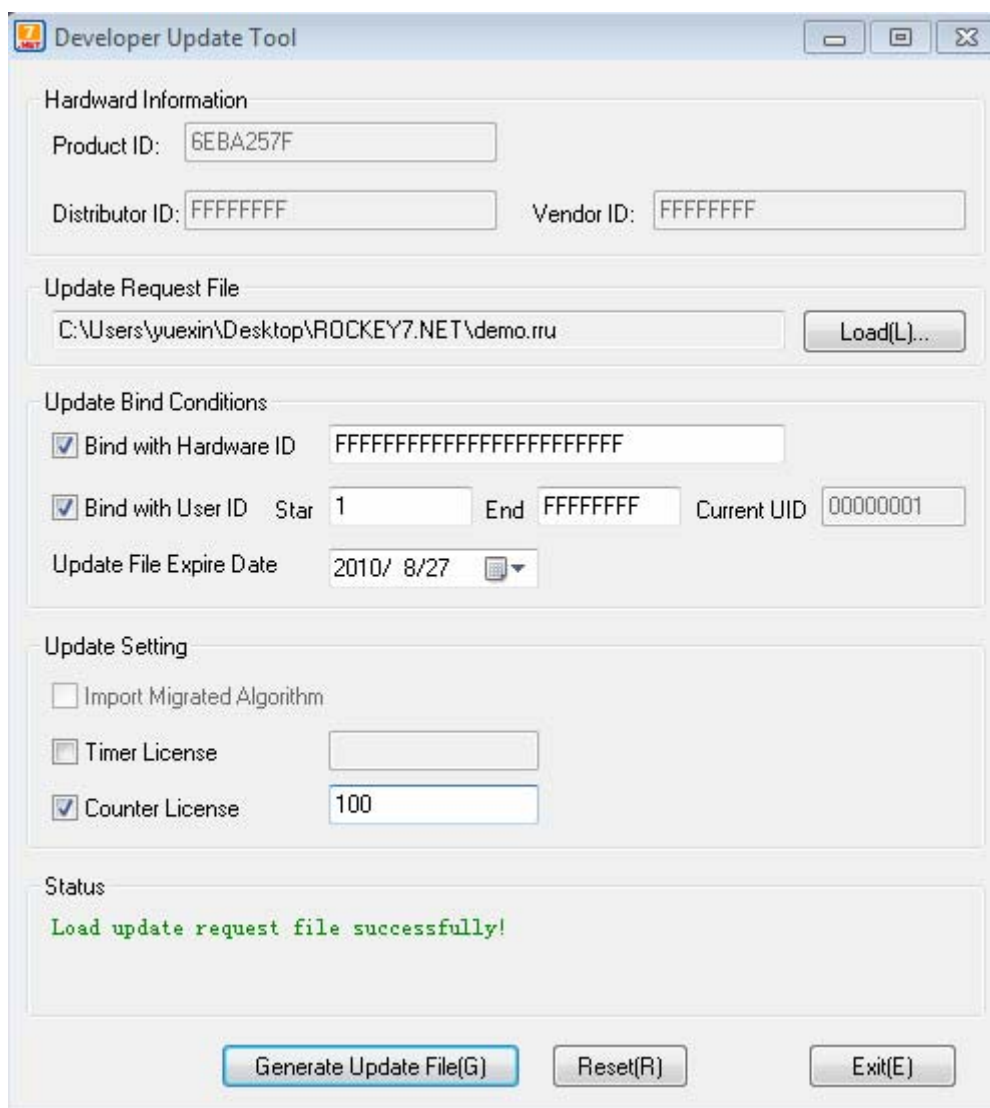 7 .NET Developer Update Tool
Hardward Information
Product ID: 6EBA257F
Distributor ID: FFFFFFFF Vendor ID: FFFFFFFF
Update Request File
C:\Users\yuexin\Desktop\ROCKEY7.NET\demo.rru Load(L)...
Update Bind Conditions
Bind with Hardware ID FFFFFFFFFFFFFFFFFFFFFFFF
Bind with User ID Star 1 End FFFFFFFF Current UID 00000001
Update File Expire Date 2010/ 8/27
Update Setting
Import Migrated Algorithm
Timer License
Counter License 100
Status
Load update request file successfully!
Generate Update File(G) Reset(R) Exit(E)